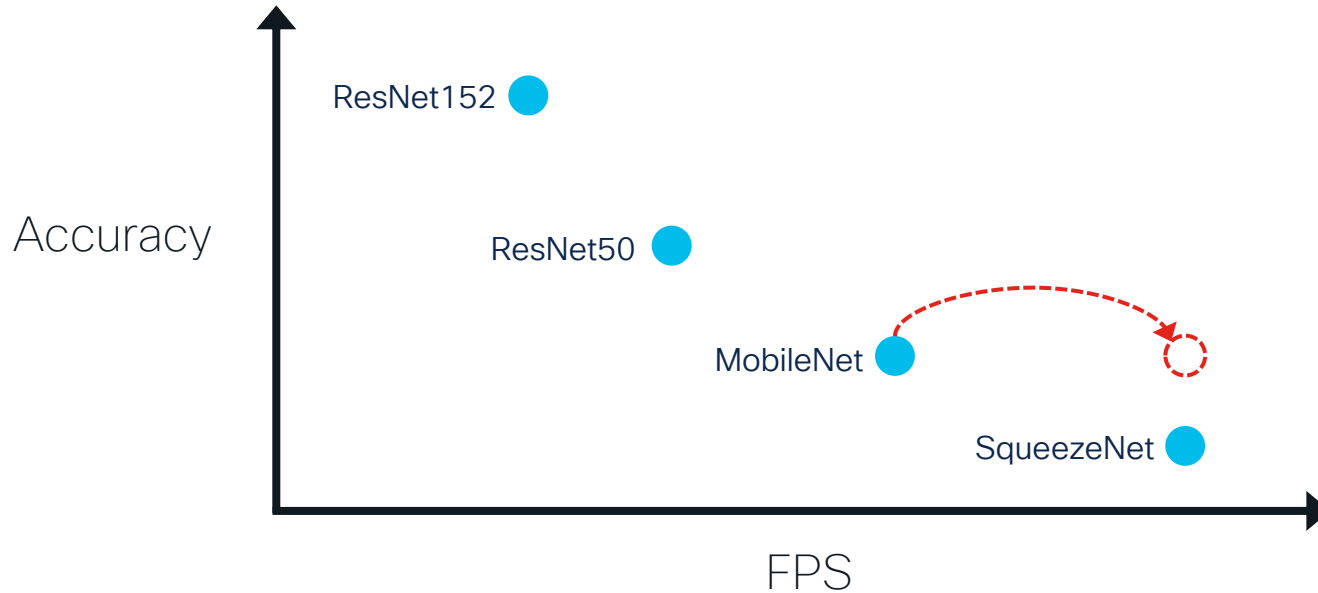 ResNet152
Accuracy
ResNet50
MobileNet
SqueezeNet
FPS